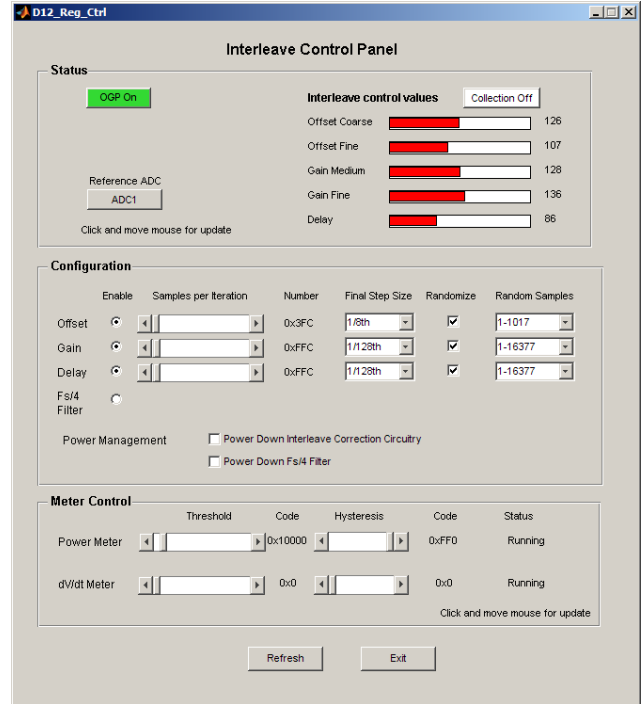 D12_Reg_Ctrl
Interleave Control Panel
Status
OGP On
Interleave control values
Collection Off
Offset Coarse 126
Offset Fine 107
Gain Medium 128
Gain Fine 136
Delay 86
Reference ADC
ADC1
Click and move mouse for update
Configuration
Enable Samples per Iteration Number Final Step Size Randomize Random Samples
Offset 0x3FC 1/8th 1-1017
Gain 0xFFC 1/128th 1-16377
Delay 0xFFC 1/128th 1-16377
Fs/4
Filter
Power Management Power Down Interleave Correction Circuitry
Power Down Fs/4 Filter
Meter Control
Threshold Code Hysteresis Code Status
Power Meter 0x10000 0xFF0 Running
dV/dt Meter 0x0 0x0 Running
Click and move mouse for update
Refresh Exit